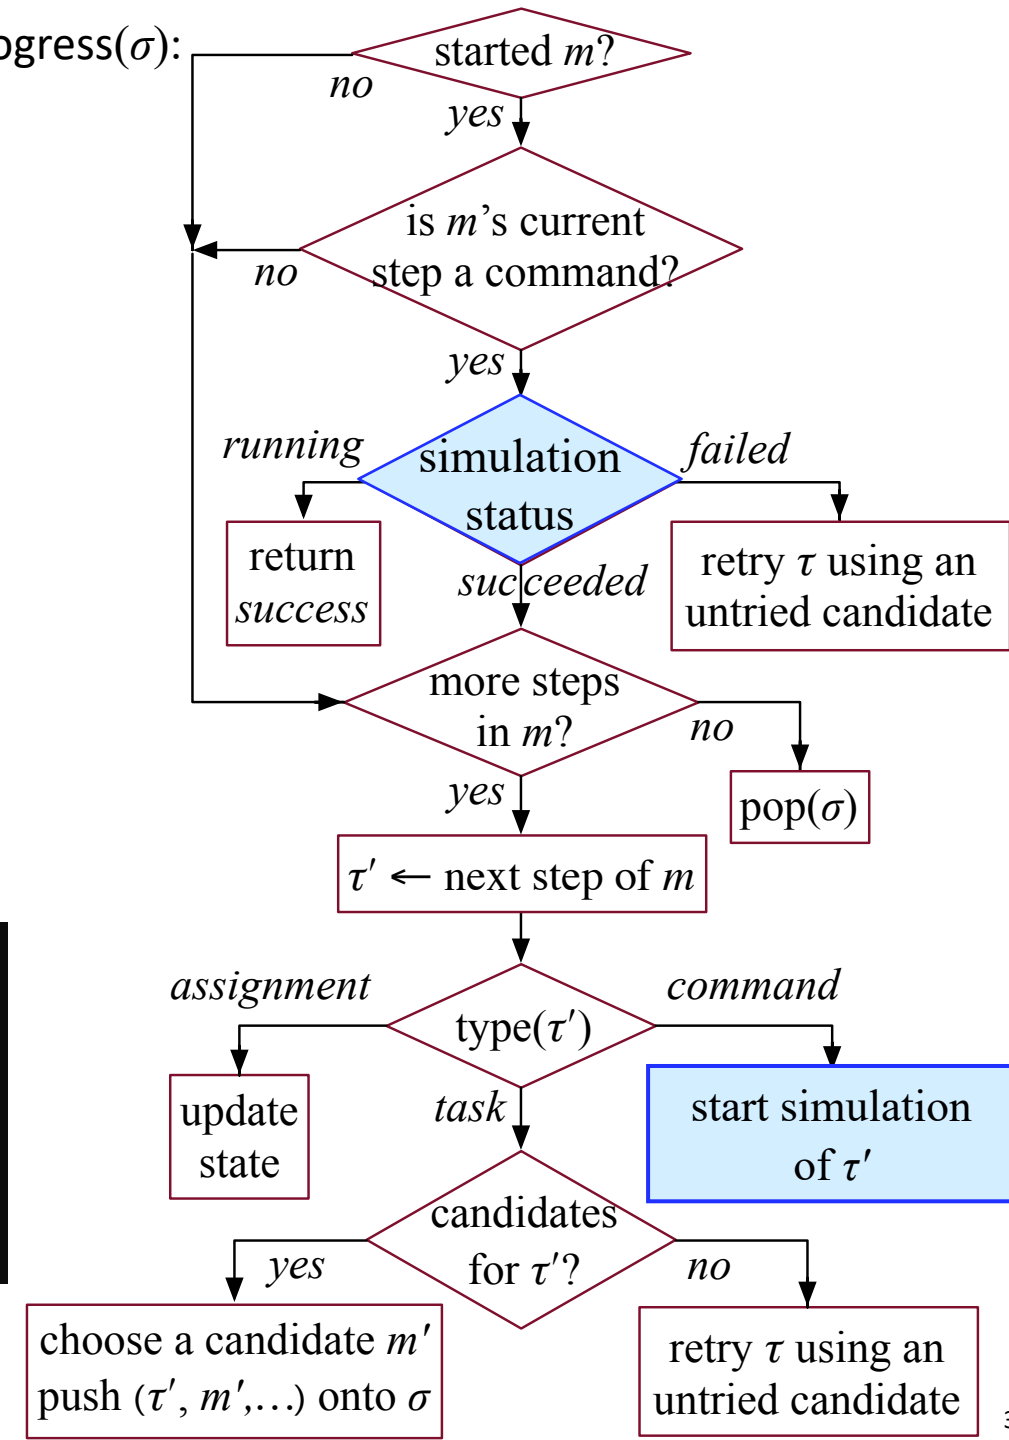 ogress(σ):
started m?
no
yes
is m's current
step a command?
no
yes
running
simulation
status
failed
return
success
succeeded
retry τ using an
untried candidate
more steps
in m?
no
yes
pop(σ)
τ′ ← next step of m
assignment
type(τ′)
command
update
state
task
start simulation
of τ′
candidates
for τ′?
yes
no
choose a candidate m′
push (τ′, m′,…) onto σ
retry τ using an
untried candidate
3